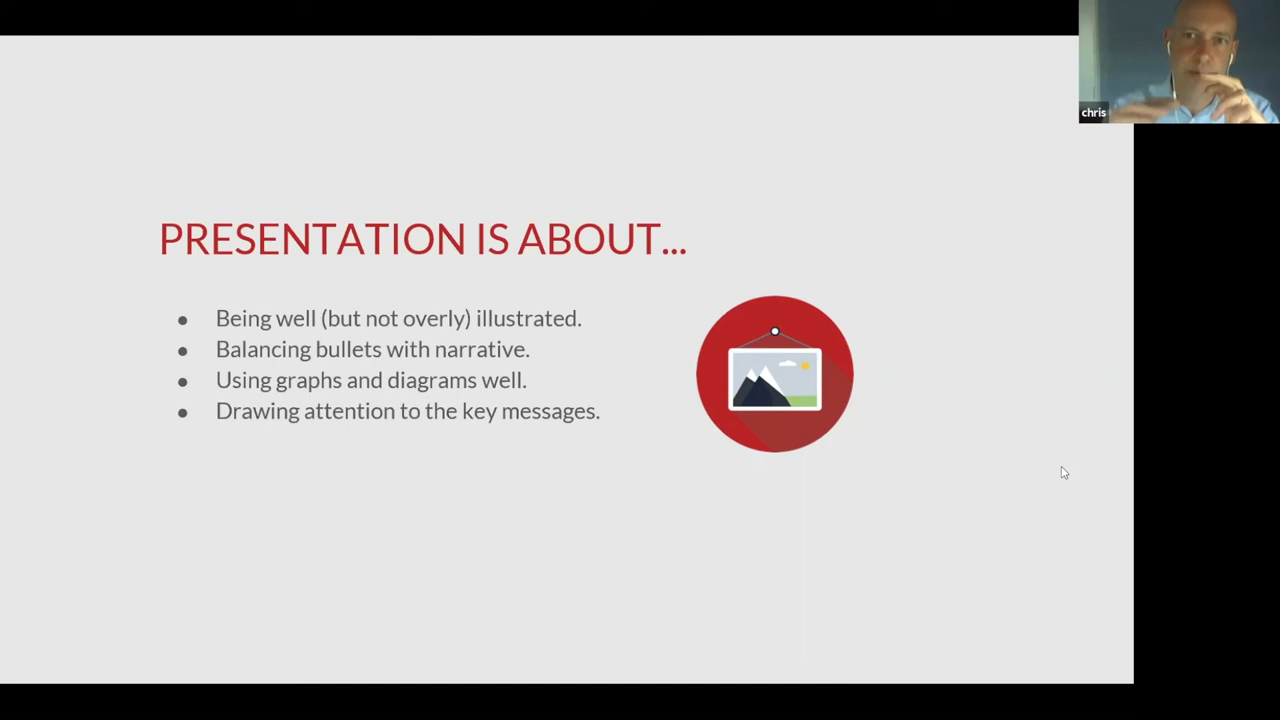 chris
PRESENTATION IS ABOUT...
● Being well (but not overly) illustrated.
● Balancing bullets with narrative.
● Using graphs and diagrams well.
● Drawing attention to the key messages.